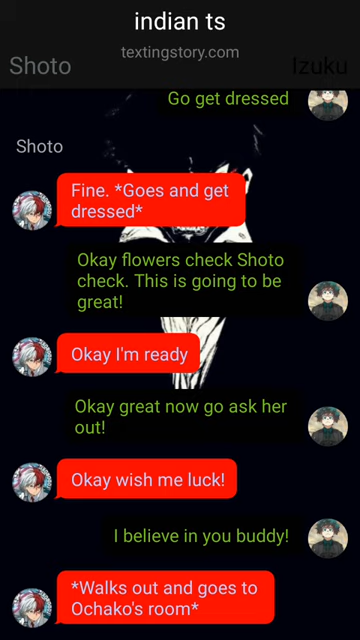 indian ts
textingstory.com
Shoto
Izuku
Go get dressed
Shoto
Fine. *Goes and get
dressed*
Okay flowers check Shoto
check. This is going to be
great!
Okay I'm ready
Okay great now go ask her
out!
Okay wish me luck!
I believe in you buddy!
*Walks out and goes to
Ochako's room*